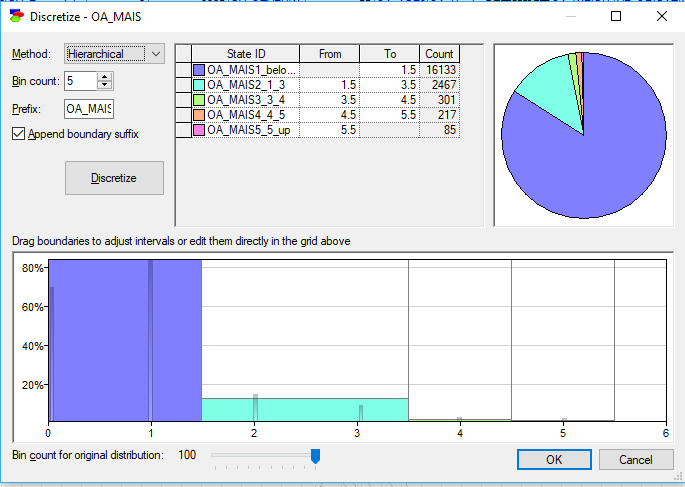 Discretize - OA_MAIS
Method: Hierarchical
Bin count: 5
Prefix: OA_MAIS
Append boundary suffix
Discretize
State ID From To Count
OA_MAIS1_belo... 1.5 16133
OA_MAIS2_1_3 1.5 3.5 2467
OA_MAIS3_3_4 3.5 4.5 301
OA_MAIS4_4_5 4.5 5.5 217
OA_MAIS5_5_up 5.5 85
Drag boundaries to adjust intervals or edit them directly in the grid above
80%
60%
40%
20%
0 1 2 3 4 5 6
Bin count for original distribution: 100
OK Cancel